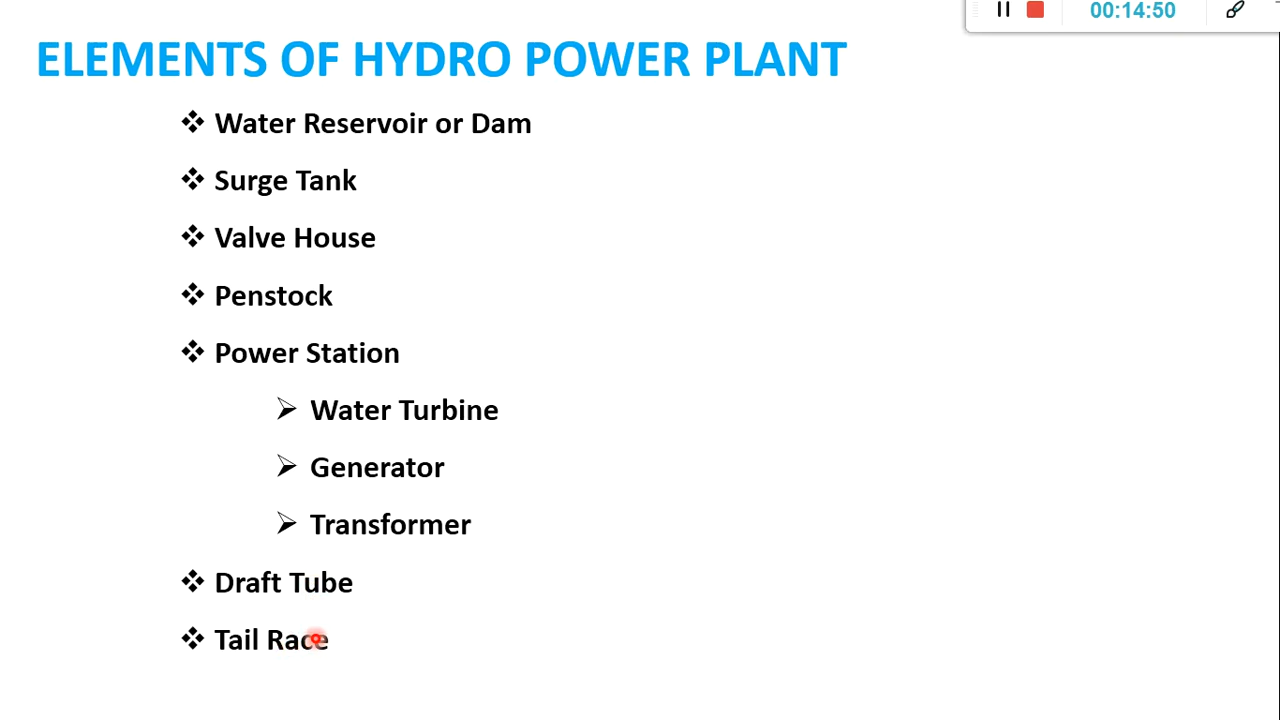 00:14:50
ELEMENTS OF HYDRO POWER PLANT
❖ Water Reservoir or Dam
❖ Surge Tank
❖ Valve House
❖ Penstock
❖ Power Station
➢ Water Turbine
➢ Generator
➢ Transformer
❖ Draft Tube
❖ Tail Race